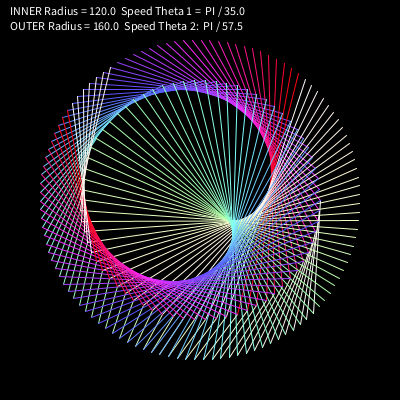 INNER Radius = 120.0  Speed Theta 1 =  PI / 35.0
OUTER Radius = 160.0  Speed Theta 2:  PI / 57.5